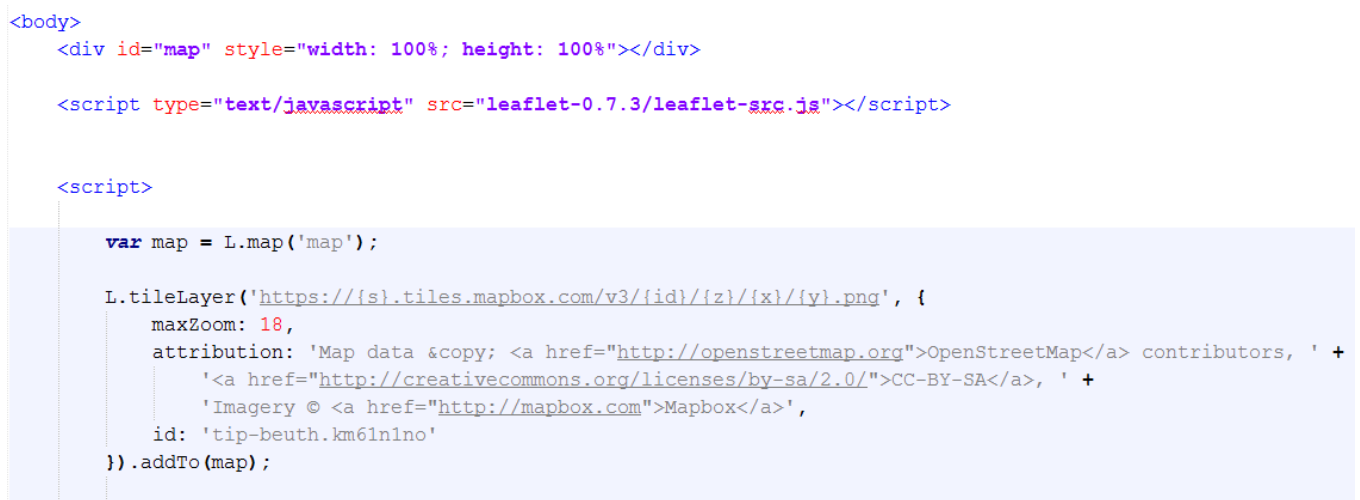 <body>
<div id="map" style="width: 100%; height: 100%"></div>
<script type="text/javascript" src="leaflet-0.7.3/leaflet-src.js"></script>
<script>
var map = L.map('map');
L.tileLayer('https://{s}.tiles.mapbox.com/v3/{id}/{z}/{x}/{y}.png', {
maxZoom: 18,
attribution: 'Map data &copy; <a href="http://openstreetmap.org">OpenStreetMap</a> contributors, ' +
'<a href="http://creativecommons.org/licenses/by-sa/2.0/">CC-BY-SA</a>, ' +
'Imagery © <a href="http://mapbox.com">Mapbox</a>',
id: 'tip-beuth.km61n1no'
}).addTo(map);